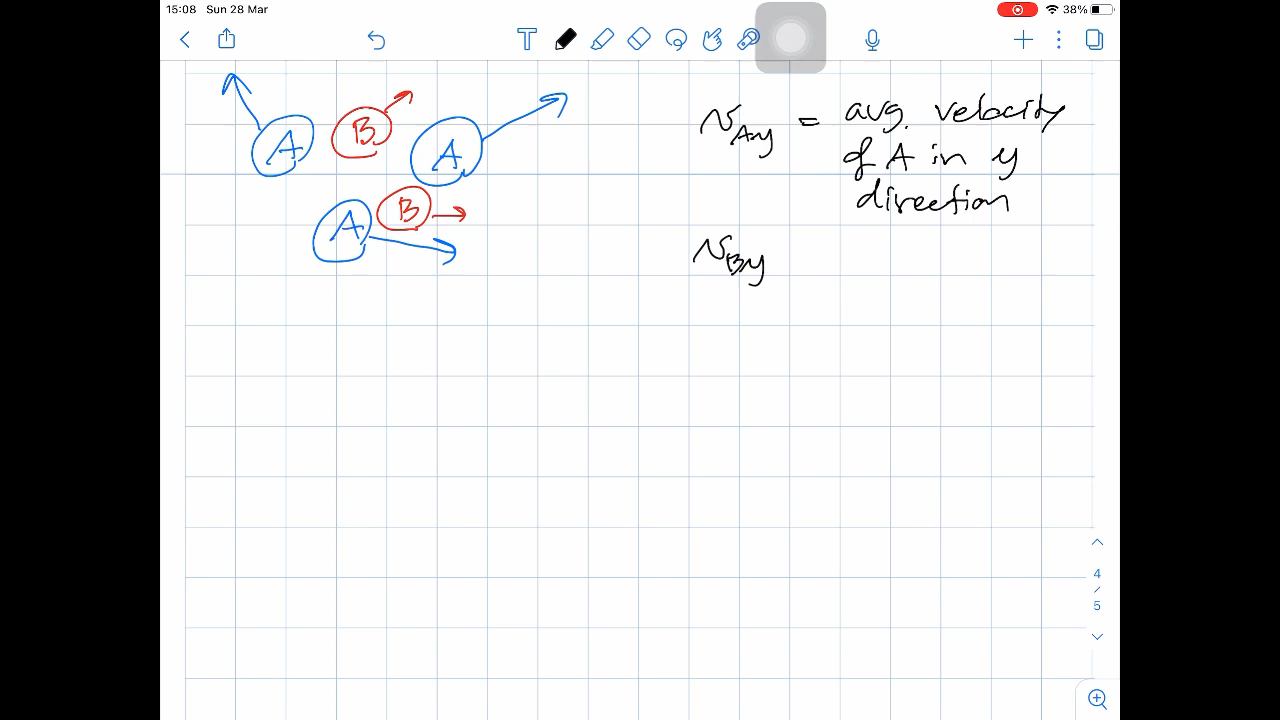 15:08 Sun 28 Mar 38%
T
A B A
A B
v_Ay = avg. velocity
of A in y
direction
v_By
4
/
5